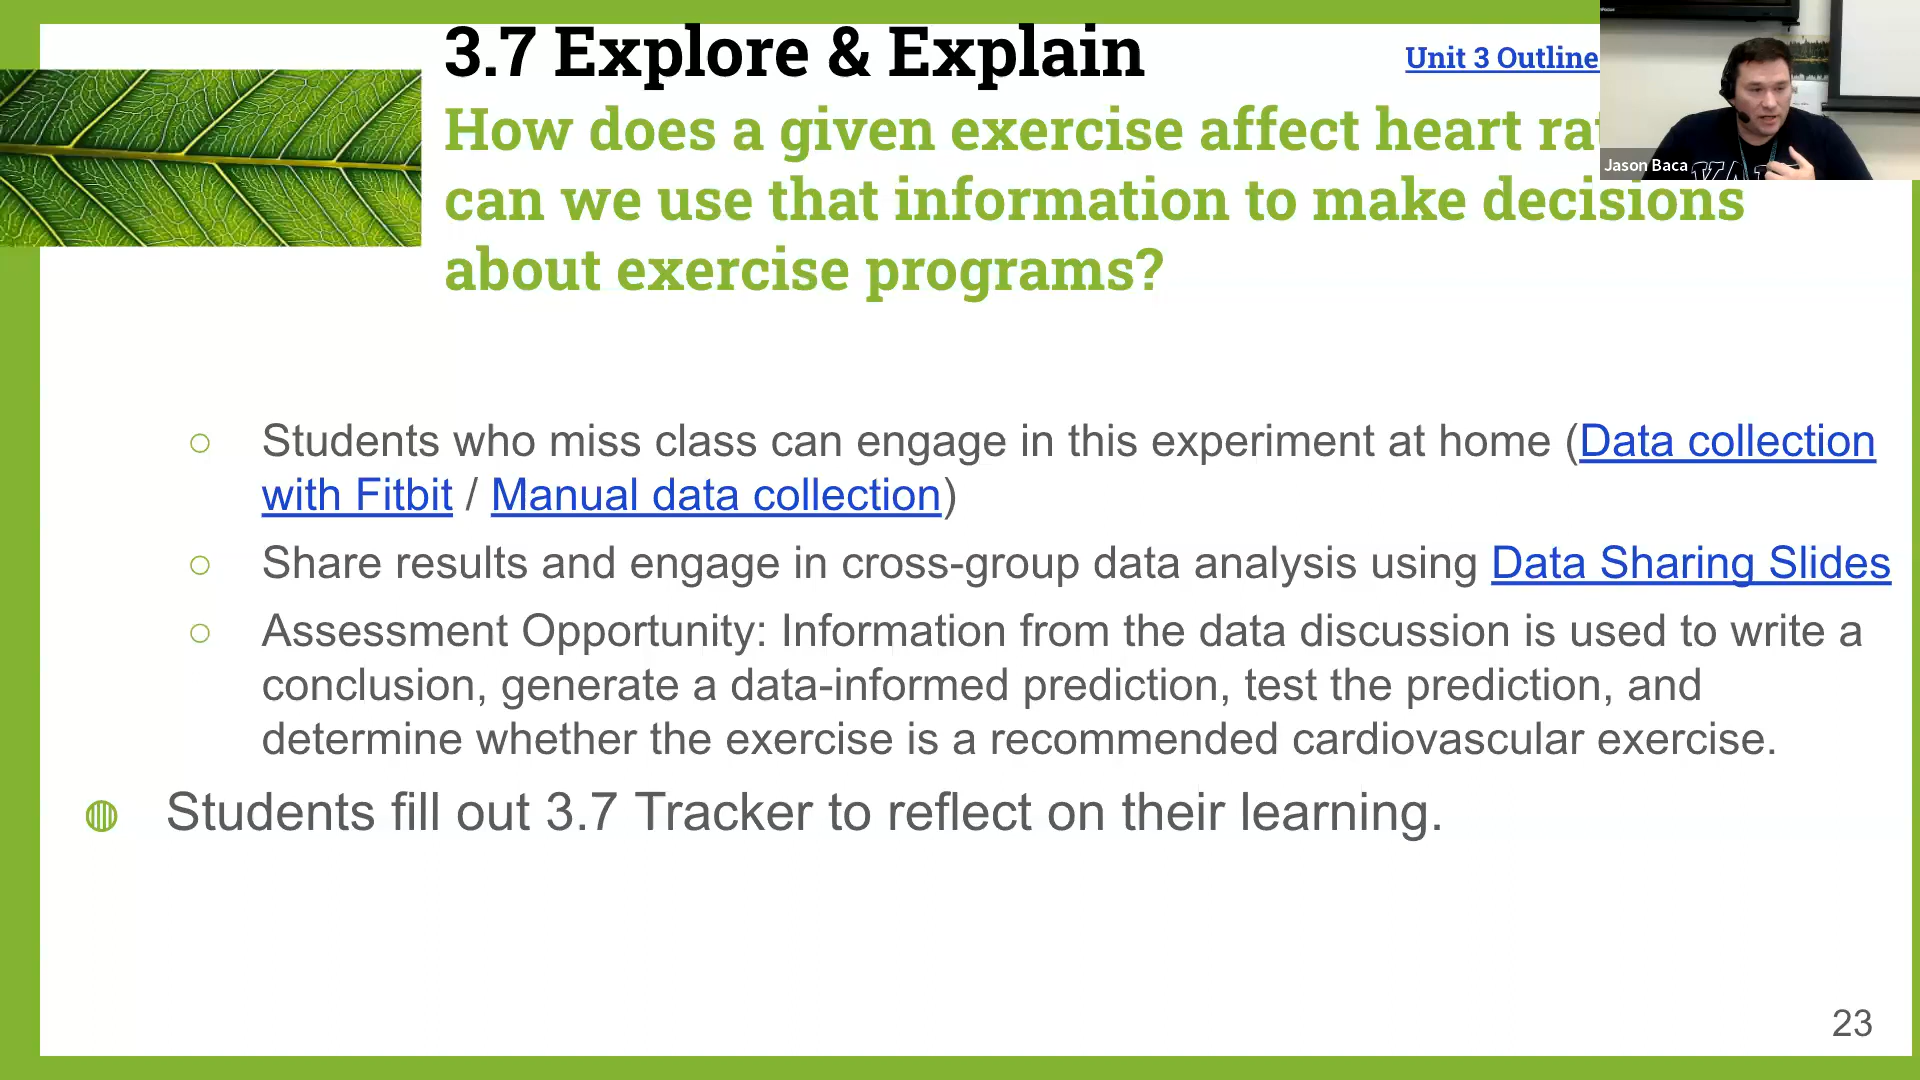 3.7 Explore & Explain
Unit 3 Outline
How does a given exercise affect heart
can we use that information to make decisions
about exercise programs?
Jason Baca
Students who miss class can engage in this experiment at home (Data collection
with Fitbit / Manual data collection)
Share results and engage in cross-group data analysis using Data Sharing Slides
Assessment Opportunity: Information from the data discussion is used to write a
conclusion, generate a data-informed prediction, test the prediction, and
determine whether the exercise is a recommended cardiovascular exercise.
Students fill out 3.7 Tracker to reflect on their learning.
23